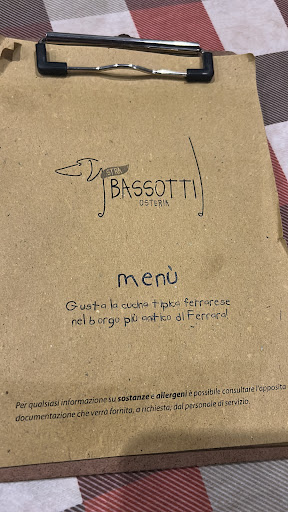 STRA
BASSOTTI
OSTERIA
menù
Gusta la cucina tipica ferrarese
nel borgo più antico di Ferrara!
Per qualsiasi informazione su sostanze e allergeni è possibile consultare l'apposita
documentazione che verrà fornita, a richiesta, dal personale di servizio.